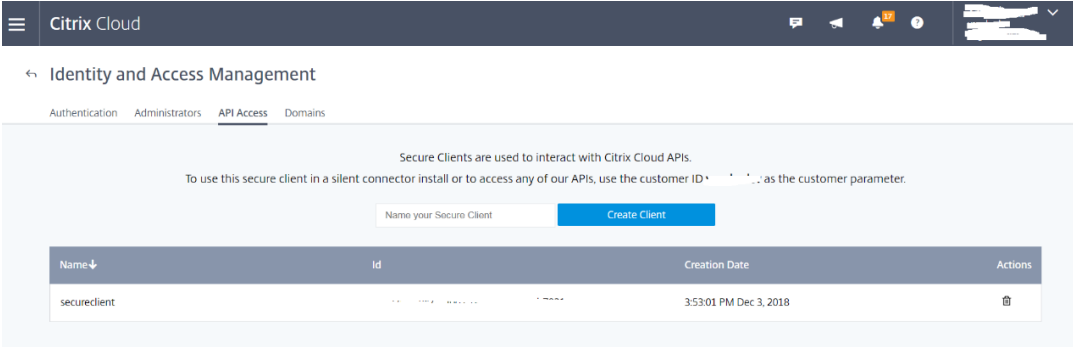 Citrix Cloud
17
?
Identity and Access Management
Authentication Administrators API Access Domains
Secure Clients are used to interact with Citrix Cloud APIs.
To use this secure client in a silent connector install or to access any of our APIs, use the customer ID as the customer parameter.
Name your Secure Client Create Client
Name Id Creation Date Actions
secureclient 3:53:01 PM Dec 3, 2018